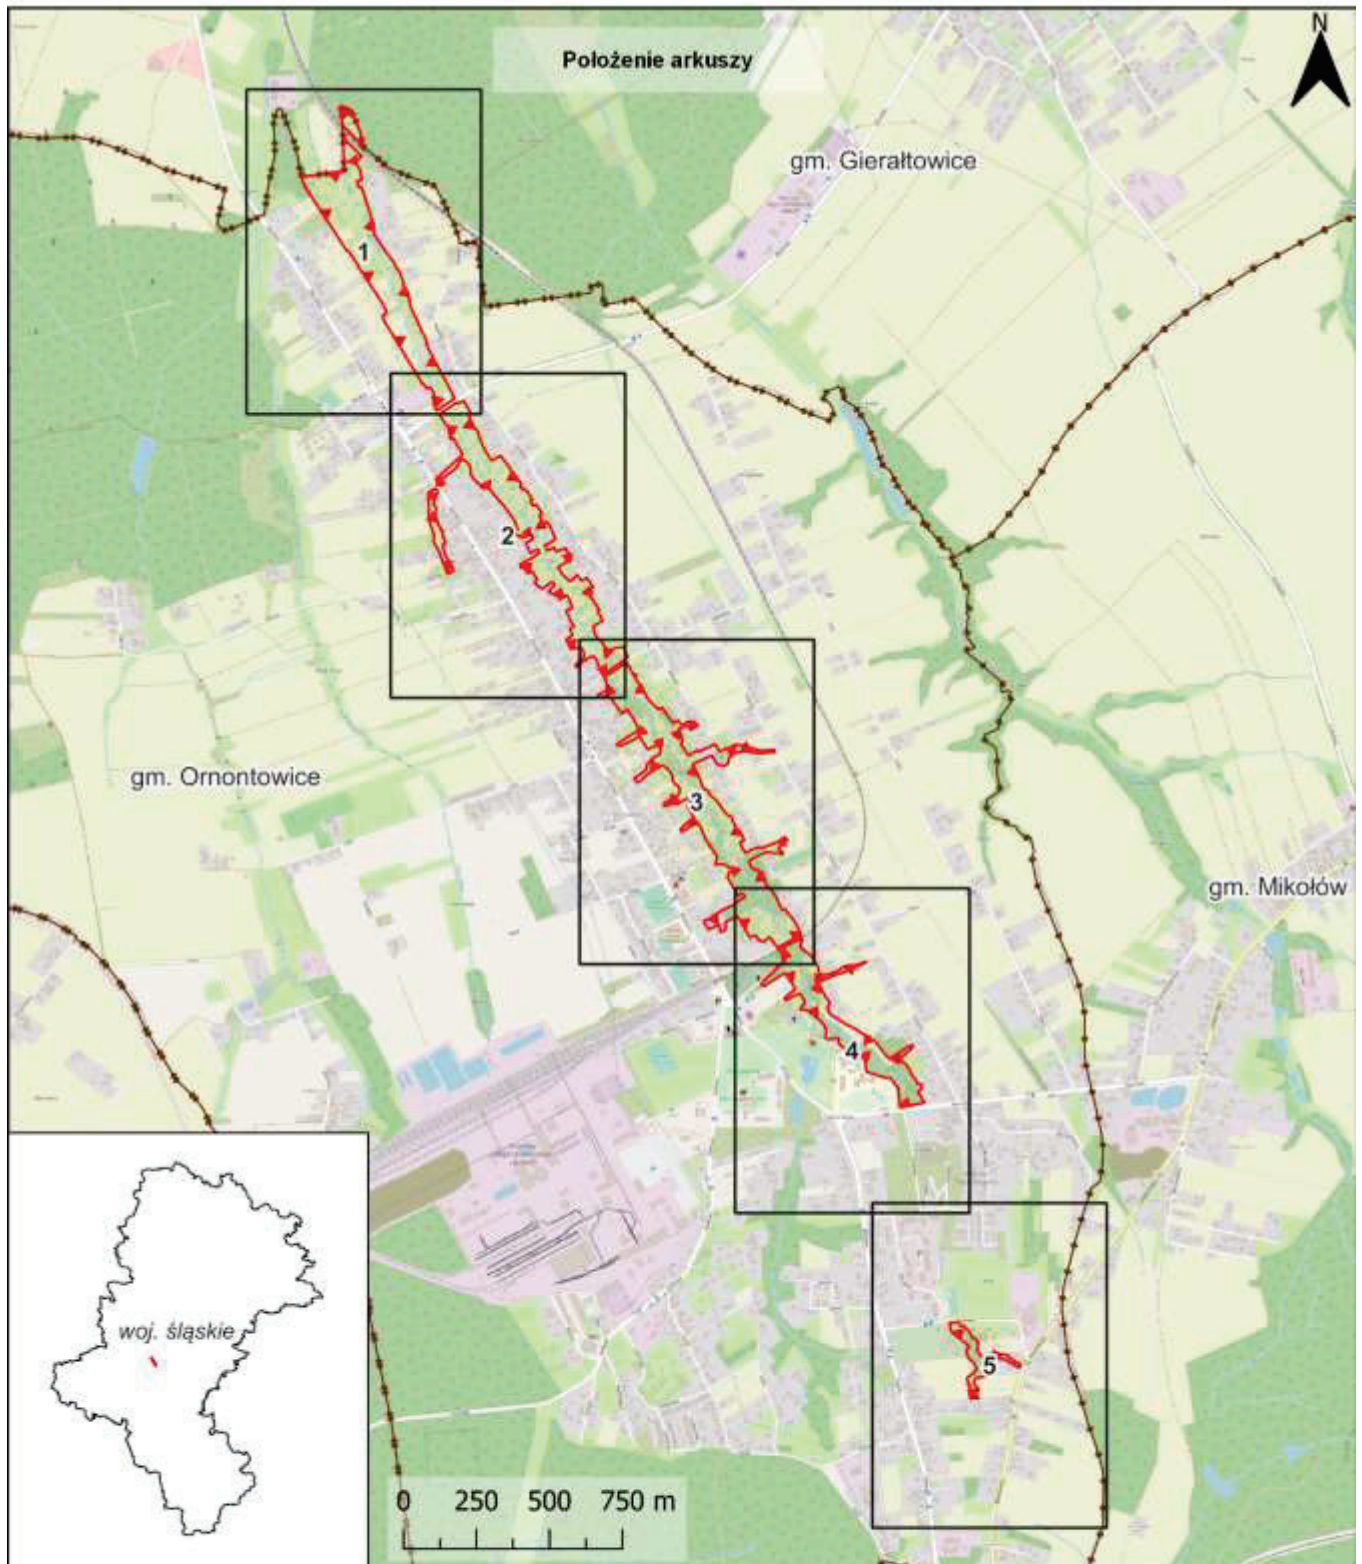 N
Położenie arkuszy
gm. Gierałtowice
1
2
gm. Ornontowice
3
gm. Mikołów
4
woj. śląskie
5
0 250 500 750 m